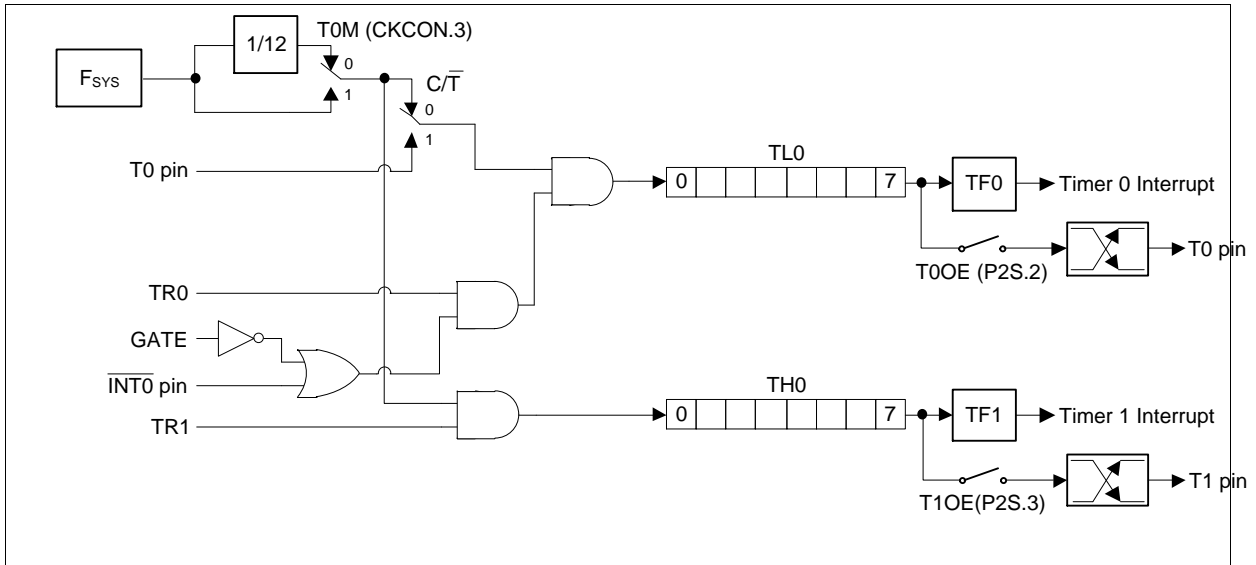 T0M (CKCON.3)
1/12
FSYS
0
1
C/T̅
0
1
T0 pin
TL0
0 7
TF0
Timer 0 Interrupt
T0OE (P2S.2)
T0 pin
TR0
GATE
I̅N̅T̅0̅ pin
TR1
TH0
0 7
TF1
Timer 1 Interrupt
T1OE(P2S.3)
T1 pin